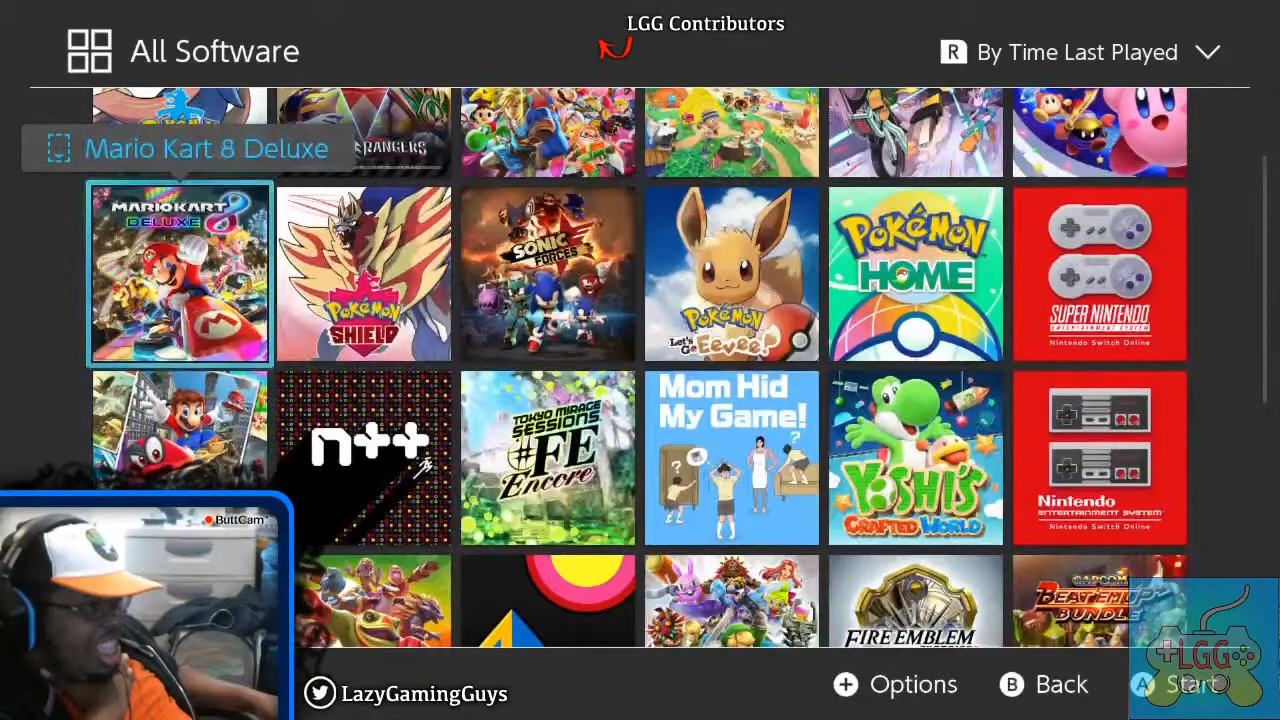 LGG Contributors
All Software
R By Time Last Played
RANGERS
Mario Kart 8 Deluxe
MARIOKART 8
DELUXE
POKéMON
SHIELD
SONIC
FORCES
POKéMON
Let's Go Eevee!
POKéMON
HOME
SUPER NINTENDO
ENTERTAINMENT SYSTEM
Nintendo Switch Online
n++
TOKYO MIRAGE
SESSIONS
#FE
Encore
Mom Hid
My Game!
?
?
YOSHI'S
CRAFTED WORLD
Nintendo
ENTERTAINMENT SYSTEM
Nintendo Switch Online
ButtCam
FIRE EMBLEM
CAPCOM
BEAT 'EM UP
BUNDLE
LGG
LazyGamingGuys
+ Options
B Back
A Start